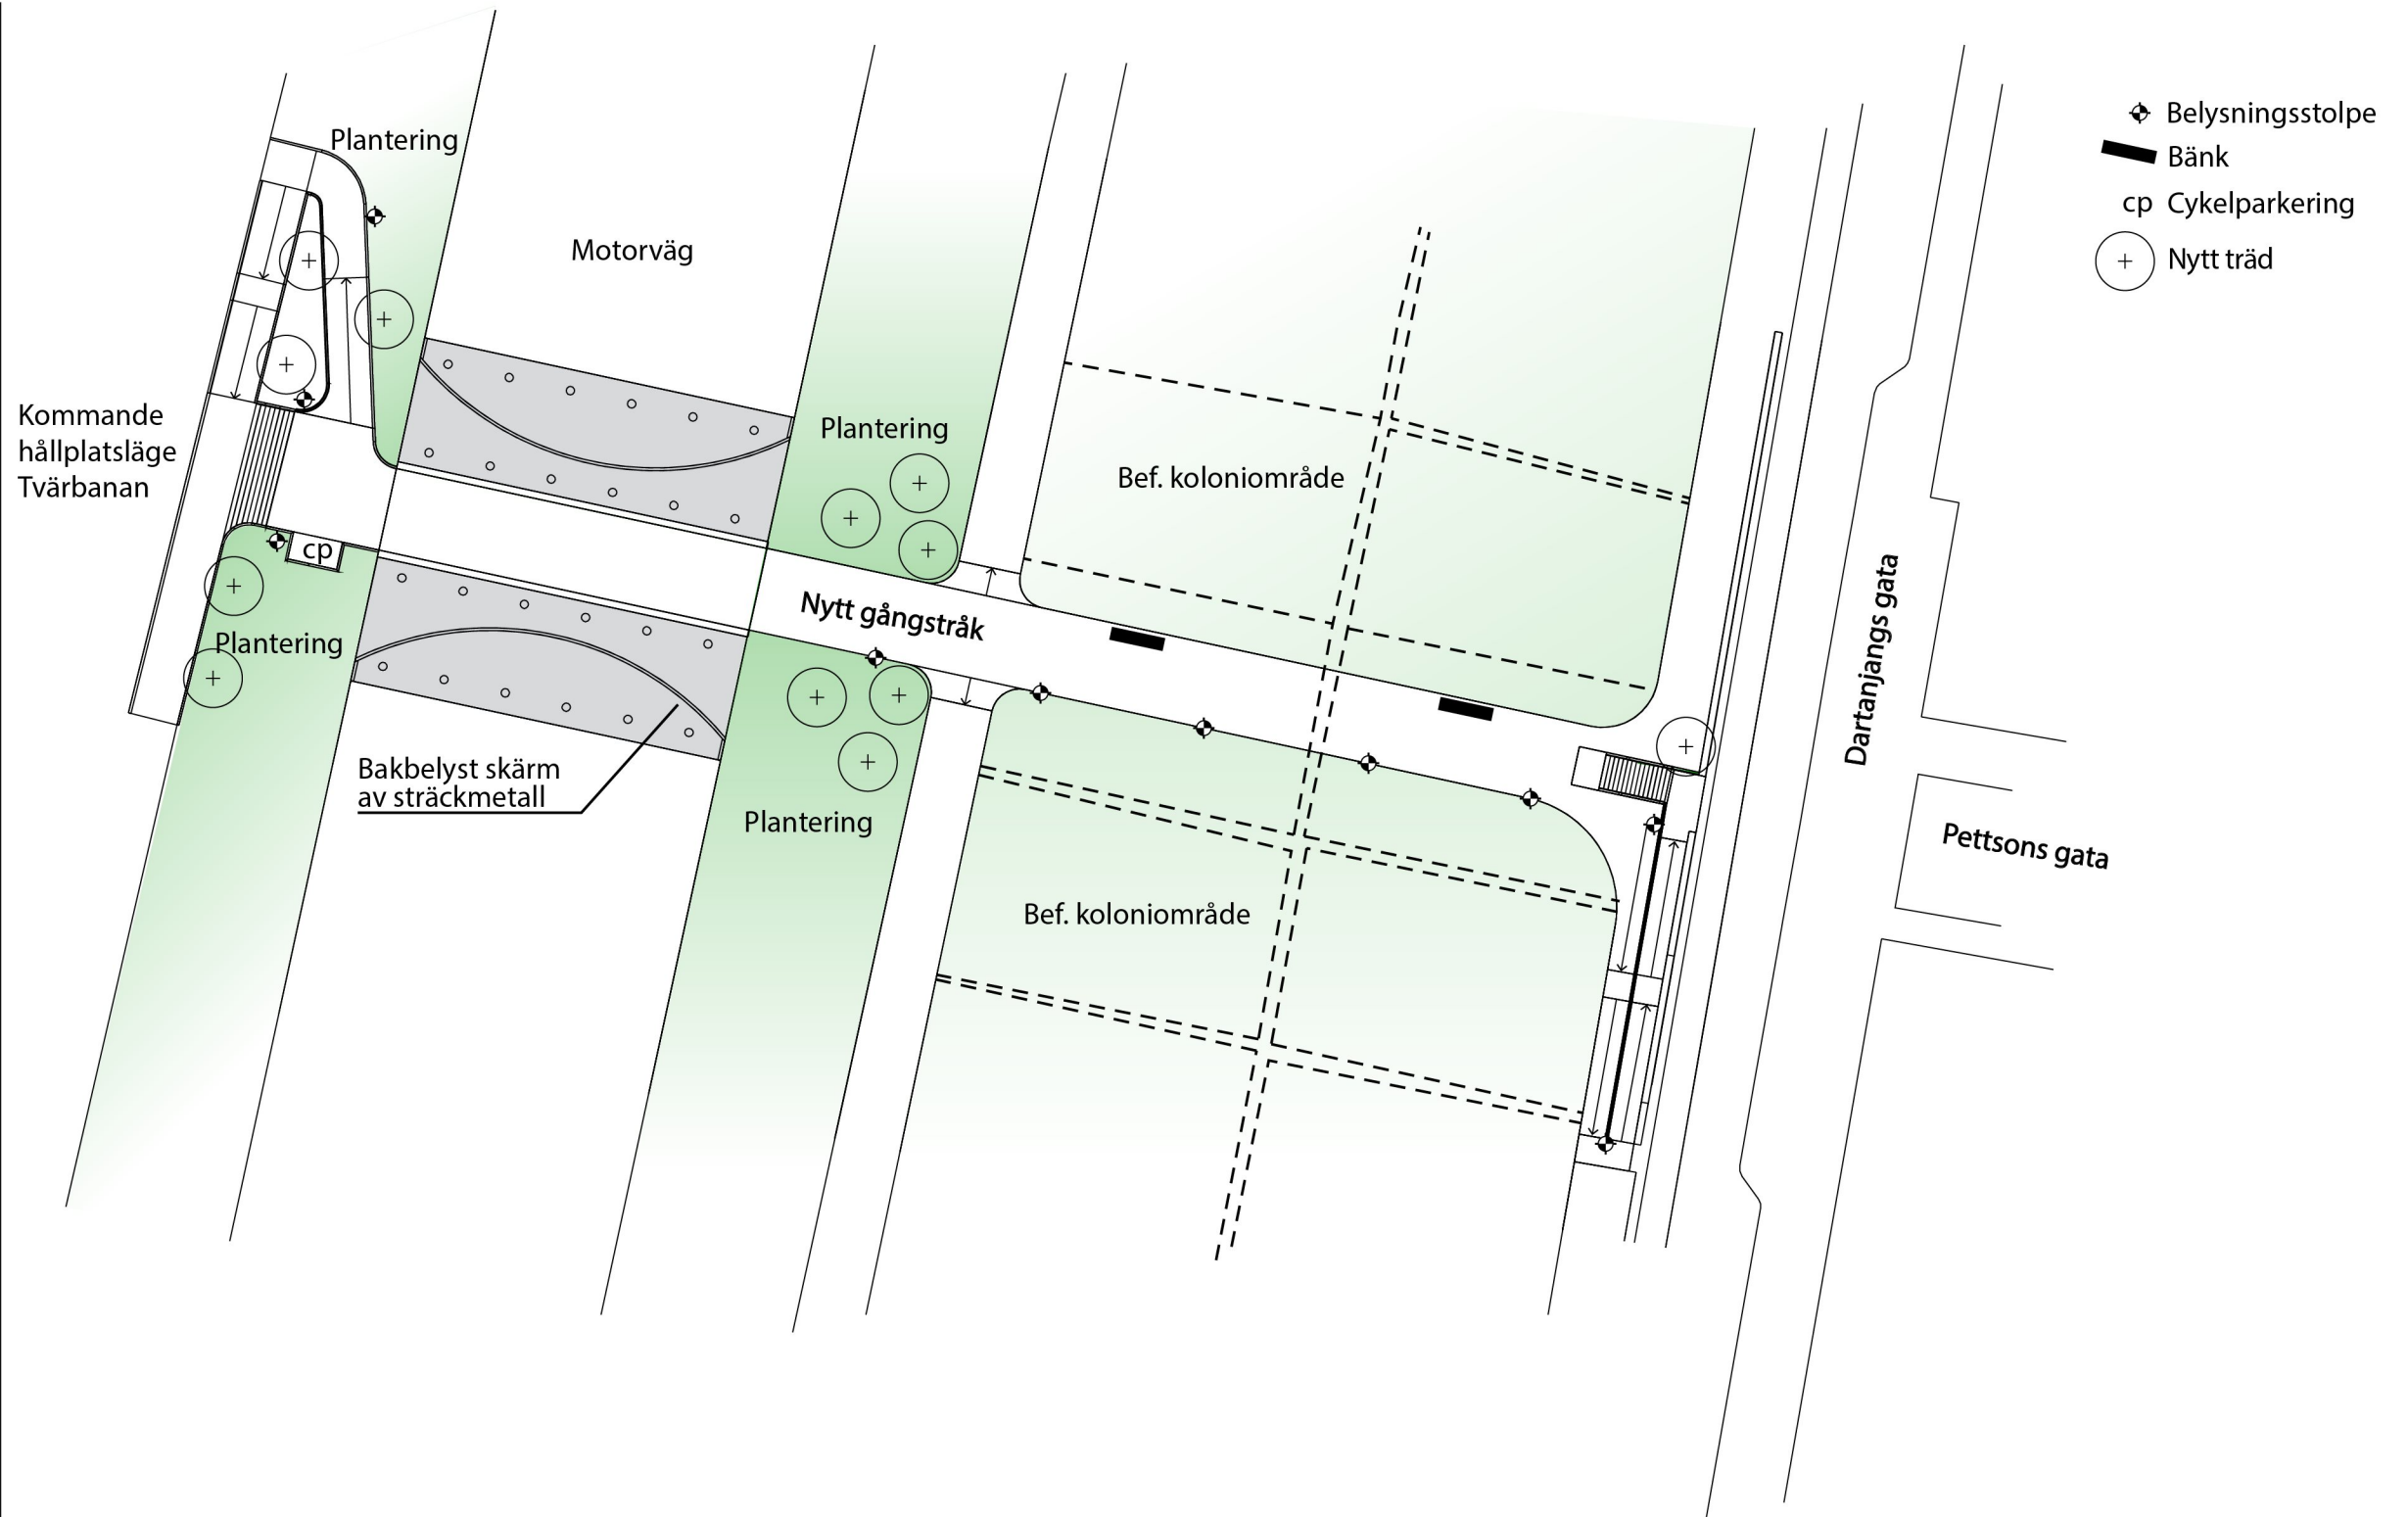 Plantering
Motorväg
Belysningsstolpe
Bänk
cp Cykelparkering
Nytt träd
Kommande
hållplatsläge
Tvärbanan
Plantering
Bef. koloniområde
cp
Plantering
Nytt gångstråk
Bakbelyst skärm
av sträckmetall
Plantering
Bef. koloniområde
Dartanjangs gata
Pettsons gata